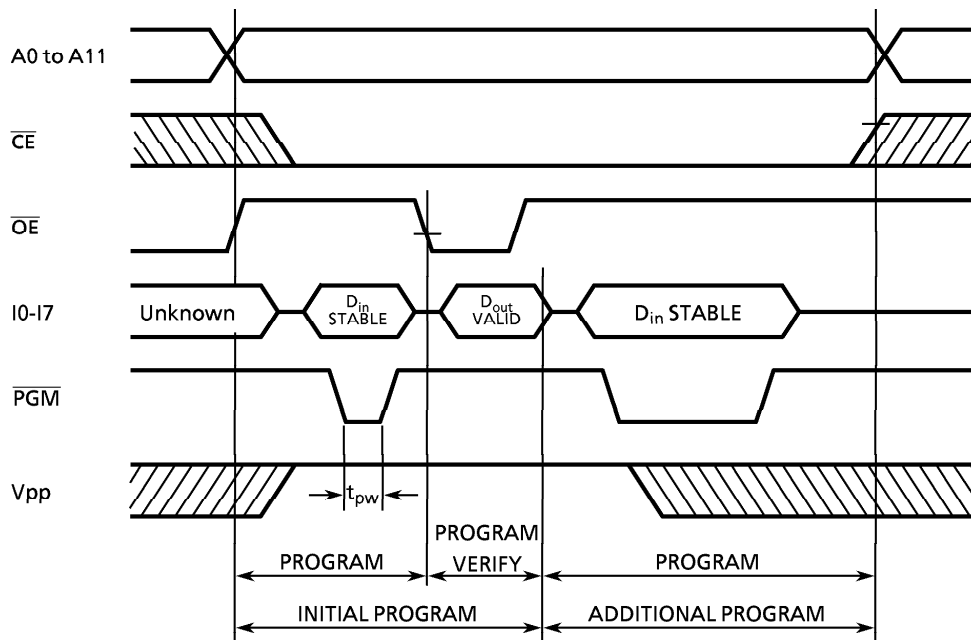 A0 to A11
CE
OE
I0-I7
Unknown
Din
STABLE
Dout
VALID
Din STABLE
PGM
Vpp
tpw
PROGRAM
PROGRAM
VERIFY
PROGRAM
INITIAL PROGRAM
ADDITIONAL PROGRAM